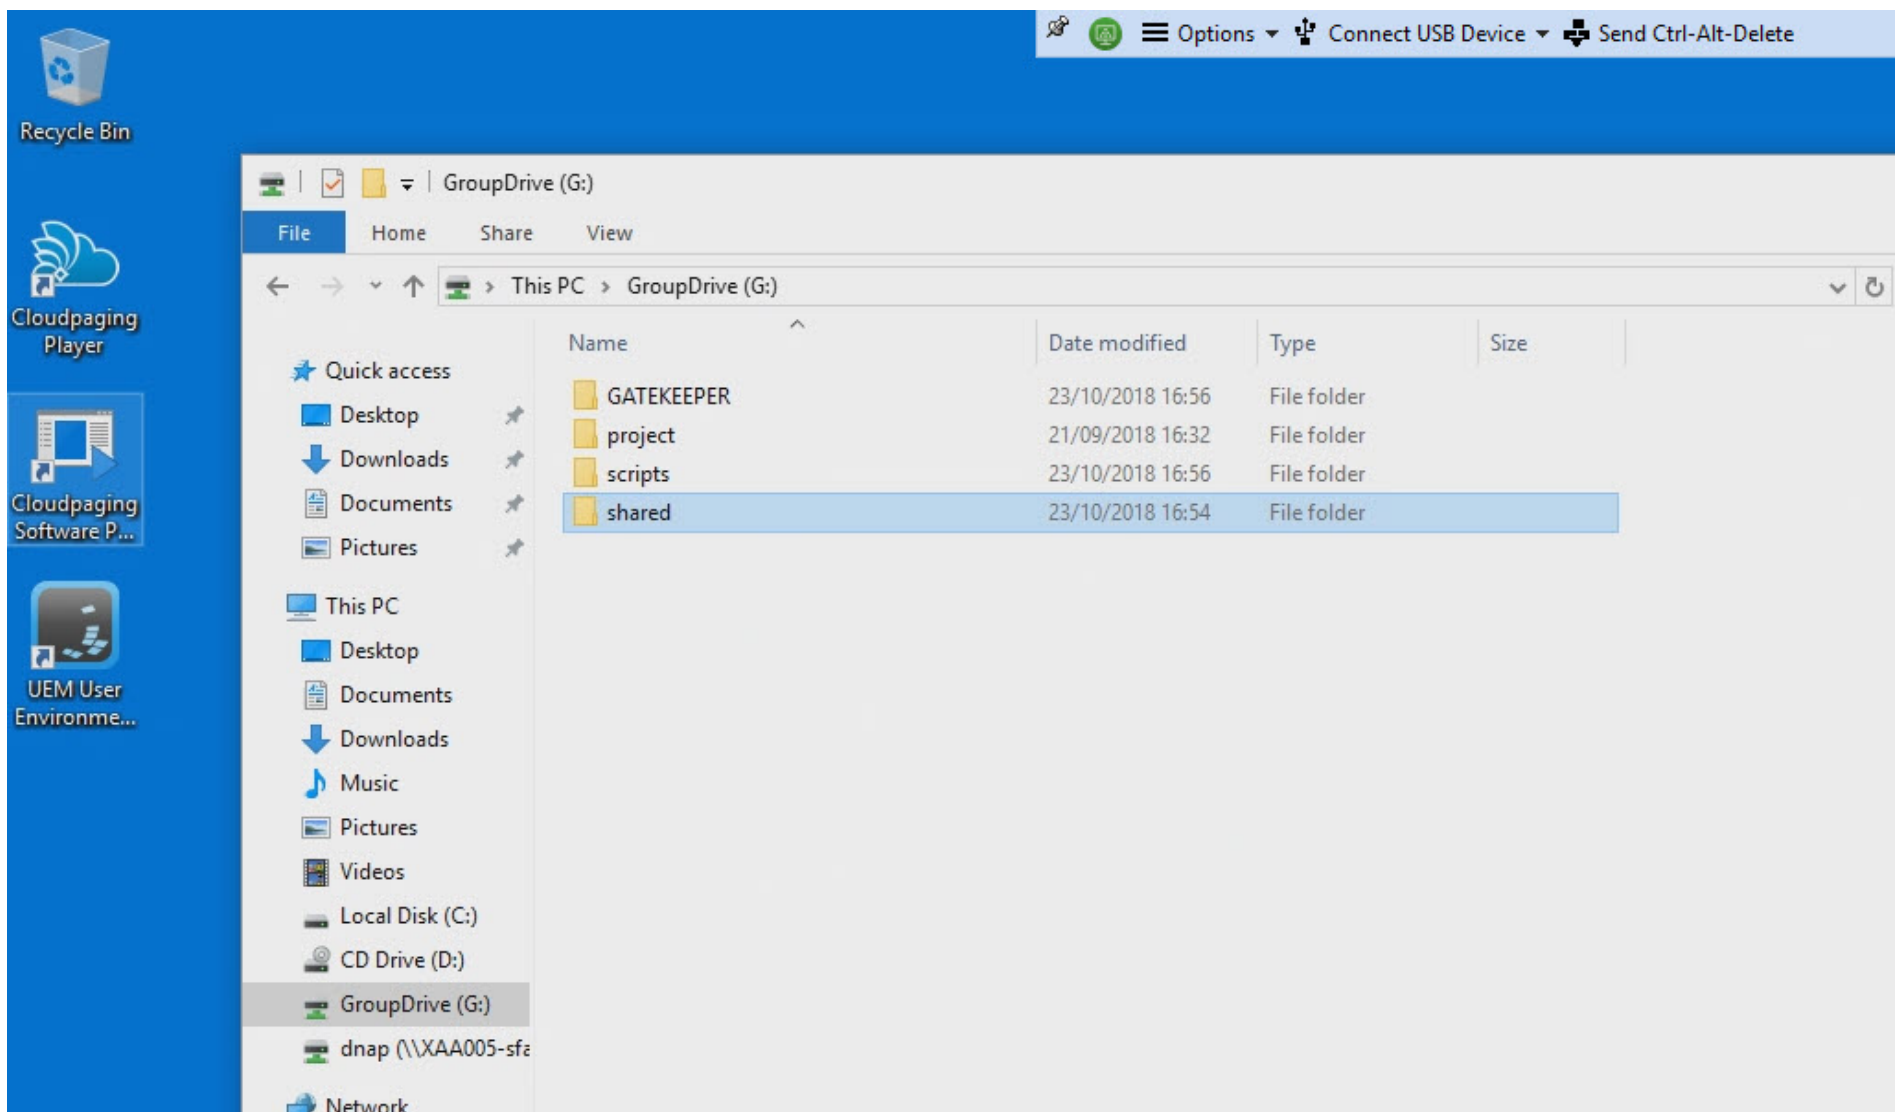 Options
Connect USB Device
Send Ctrl-Alt-Delete
Recycle Bin
Cloudpaging
Player
Cloudpaging
Software P...
UEM User
Environme...
GroupDrive (G:)
File Home Share View
This PC > GroupDrive (G:)
Name Date modified Type Size
GATEKEEPER 23/10/2018 16:56 File folder
project 21/09/2018 16:32 File folder
scripts 23/10/2018 16:56 File folder
shared 23/10/2018 16:54 File folder
Quick access
Desktop
Downloads
Documents
Pictures
This PC
Desktop
Documents
Downloads
Music
Pictures
Videos
Local Disk (C:)
CD Drive (D:)
GroupDrive (G:)
dnap (\\XAA005-sfa
Network